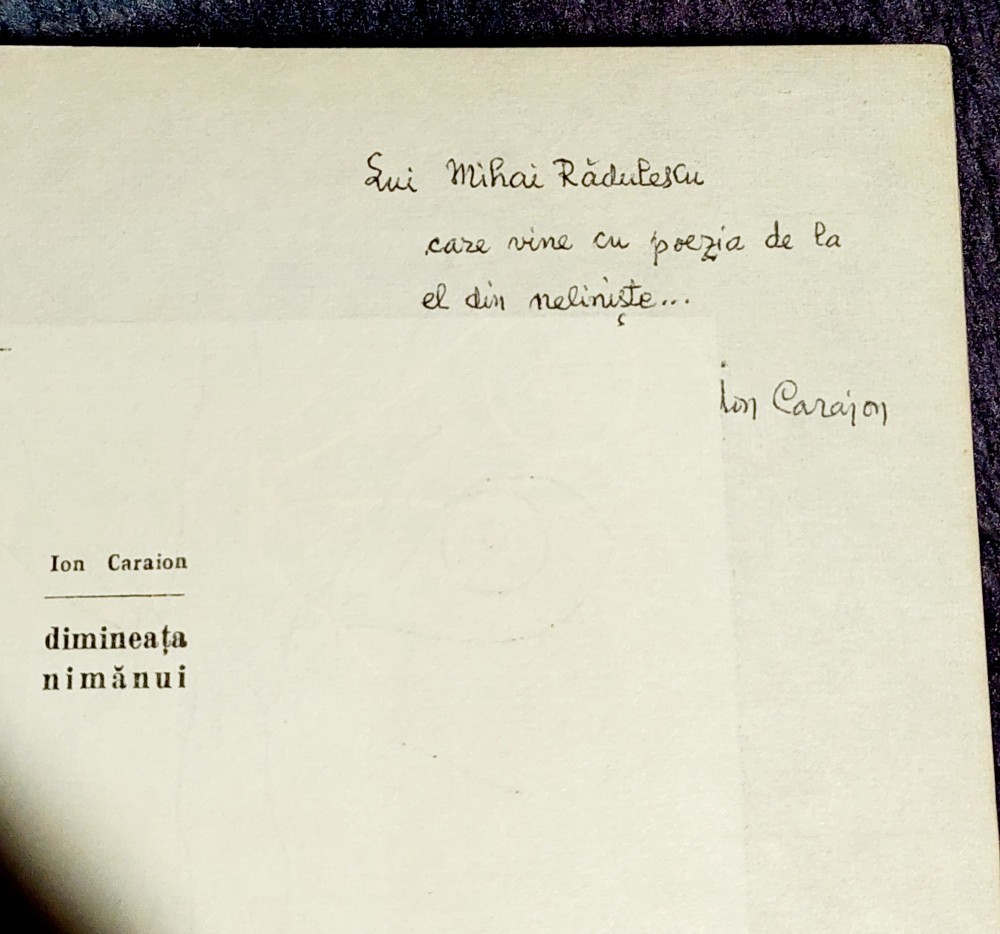 Lui Mihai Rădulescu
care vine cu poezia de la
el din neliniște...
Ion Caraion
Ion Caraion
dimineața
nimănui